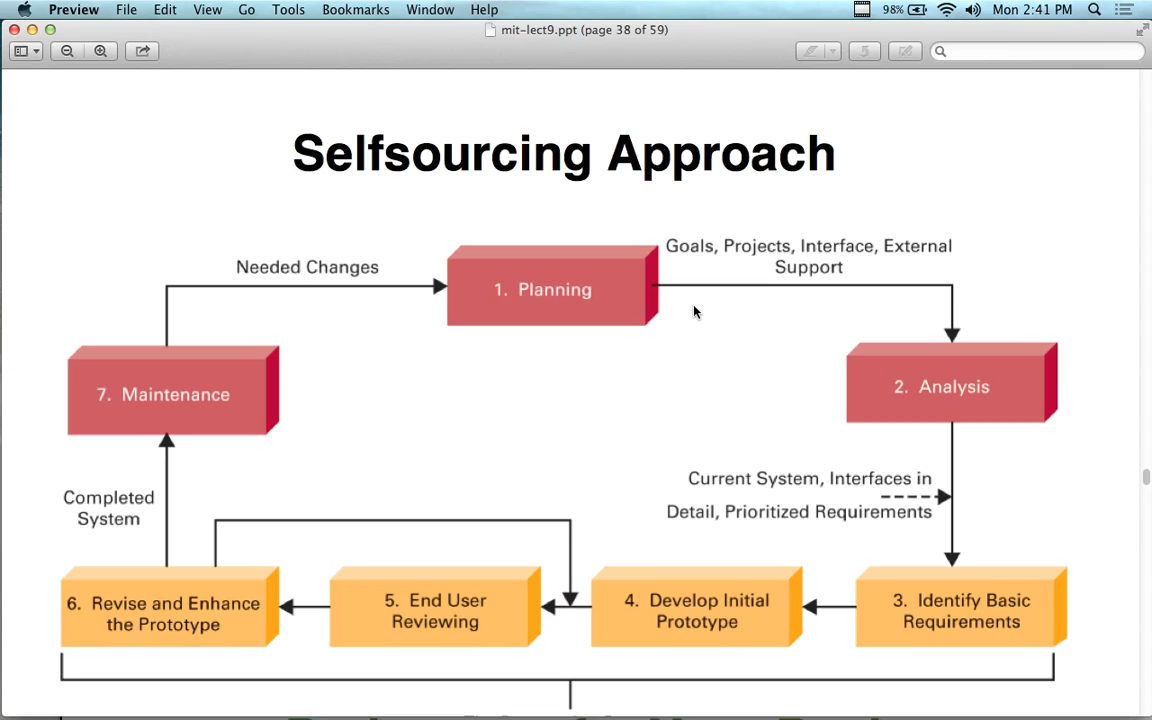 Preview File Edit View Go Tools Bookmarks Window Help 98% Mon 2:41 PM
mit-lect9.ppt (page 38 of 59)
Selfsourcing Approach
Goals, Projects, Interface, External
Support
Needed Changes
1. Planning
2. Analysis
7. Maintenance
Current System, Interfaces in
Detail, Prioritized Requirements
Completed
System
6. Revise and Enhance
the Prototype
5. End User
Reviewing
4. Develop Initial
Prototype
3. Identify Basic
Requirements